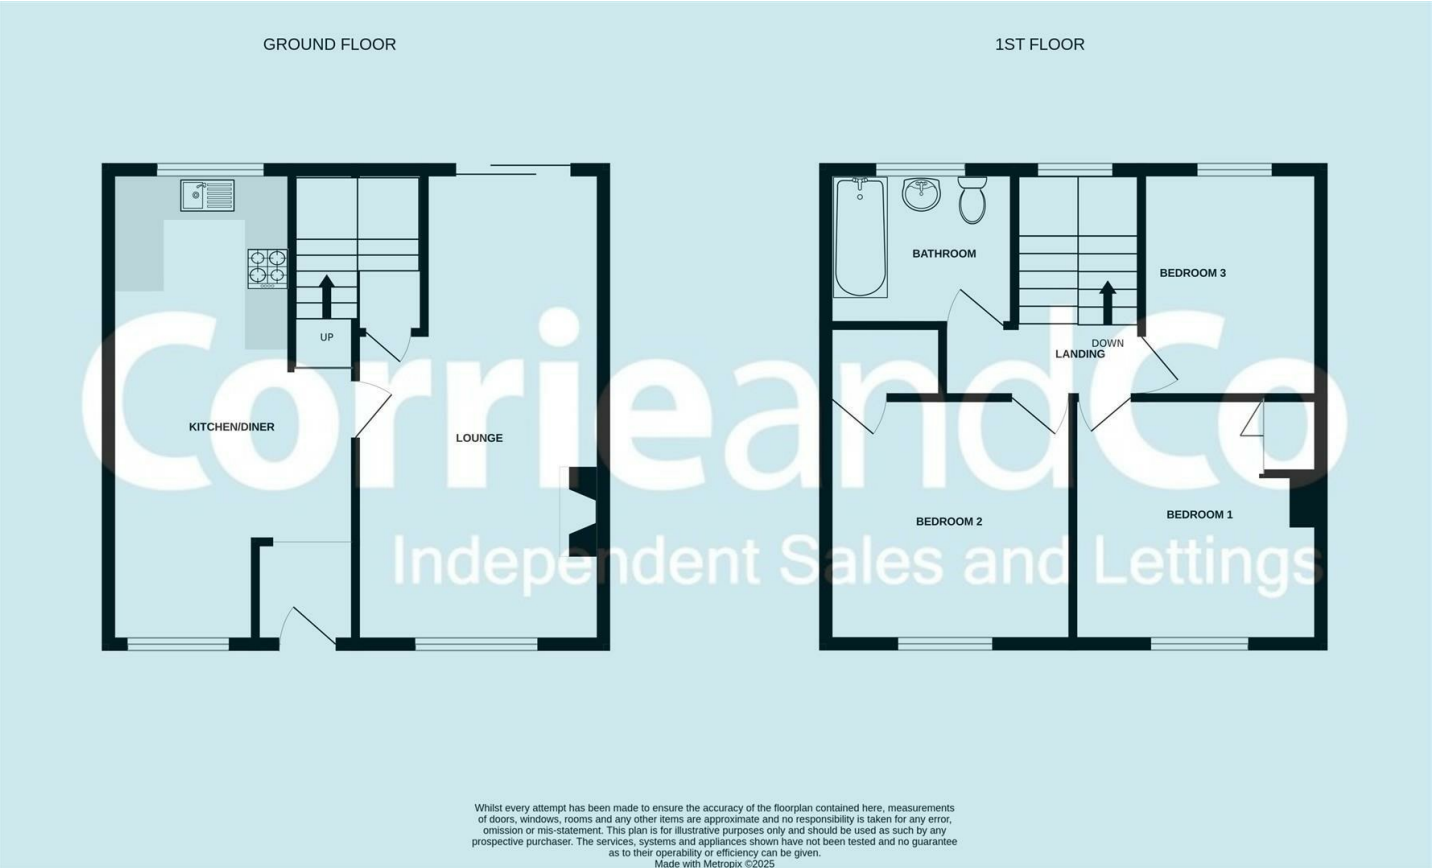 GROUND FLOOR
1ST FLOOR
BATHROOM
BEDROOM 3
UP
DOWN
LANDING
CorrieandCo
KITCHEN/DINER
LOUNGE
BEDROOM 2
BEDROOM 1
Independent Sales and Lettings
Whilst every attempt has been made to ensure the accuracy of the floorplan contained here, measurements
of doors, windows, rooms and any other items are approximate and no responsibility is taken for any error,
omission or mis-statement. This plan is for illustrative purposes only and should be used as such by any
prospective purchaser. The services, systems and appliances shown have not been tested and no guarantee
as to their operability or efficiency can be given.
Made with Metropix ©2025